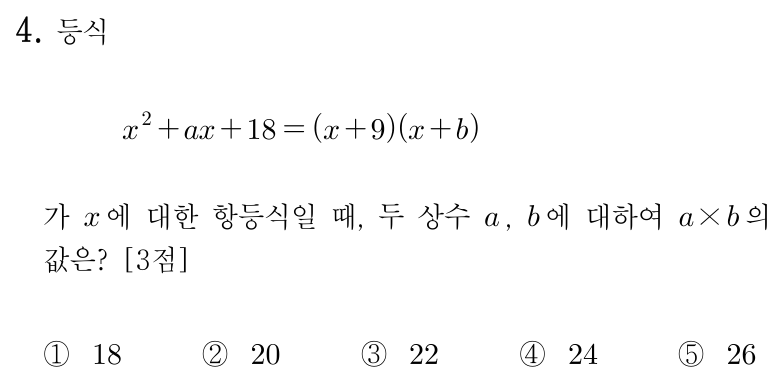 4. 등식
x² + ax + 18 = (x+9)(x+b)
가 x에 대한 항등식일 때, 두 상수 a, b에 대하여 a×b의
값은? [3점]
① 18 ② 20 ③ 22 ④ 24 ⑤ 26